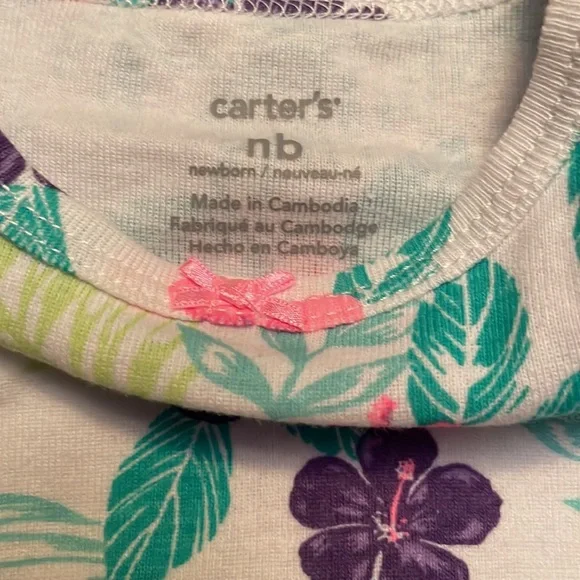 carter's
nb
newborn / nouveau-né
Made in Cambodia
Fabriqué au Cambodge
Hecho en Camboya